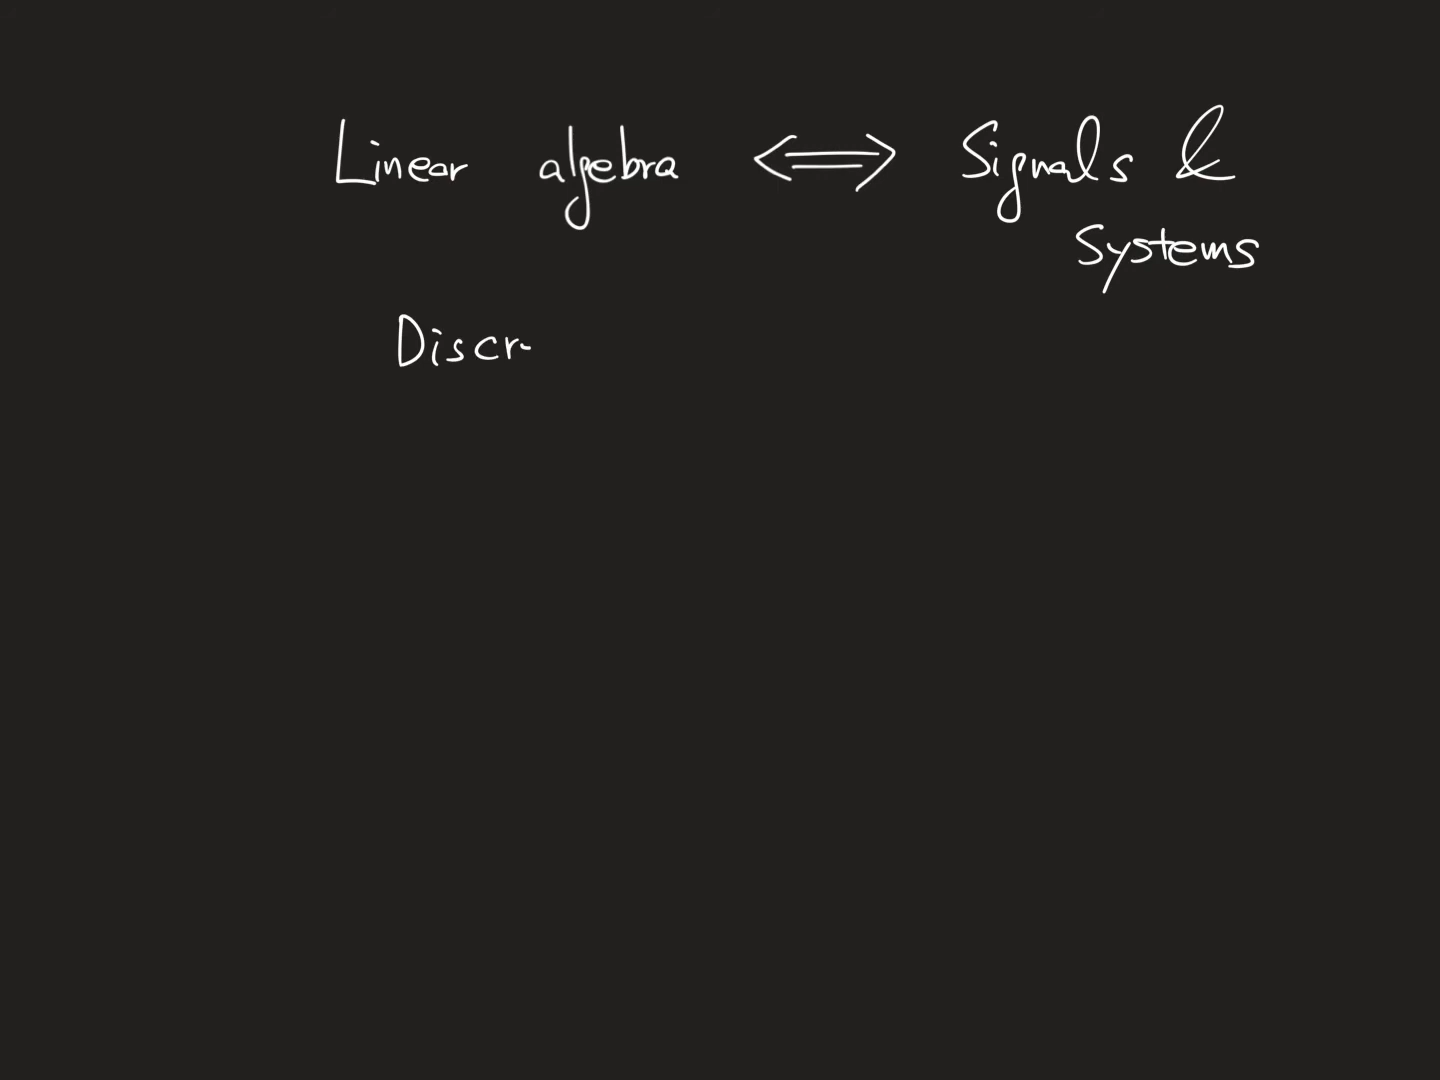 Linear algebra ⟺ Signals &
Systems
Discr